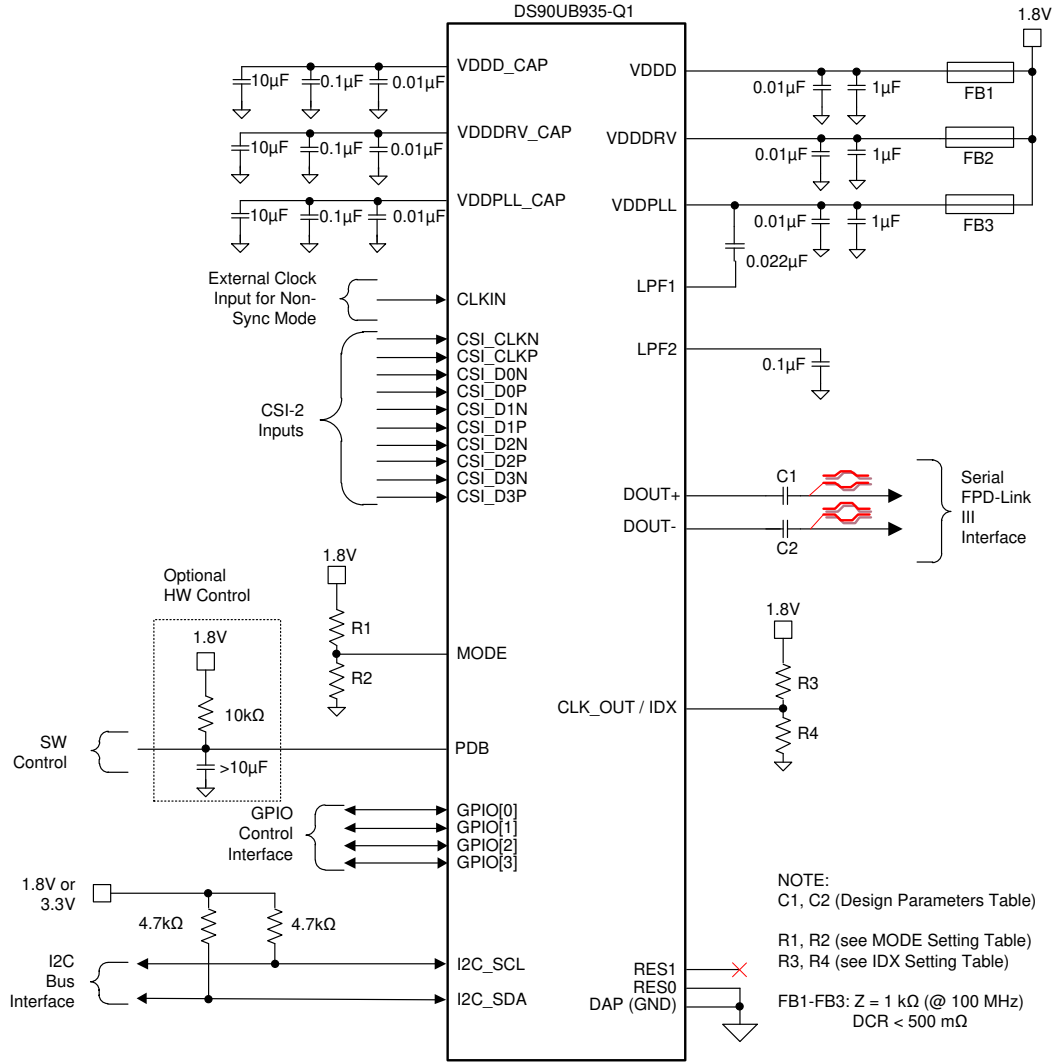 DS90UB935-Q1
1.8V
VDDD_CAP
10µF
0.1µF
0.01µF
VDDDRV_CAP
10µF
0.1µF
0.01µF
VDDPLL_CAP
10µF
0.1µF
0.01µF
VDDD
0.01µF
1µF
FB1
VDDDRV
0.01µF
1µF
FB2
VDDPLL
0.01µF
1µF
FB3
0.022µF
LPF1
LPF2
0.1µF
External Clock
Input for Non-
Sync Mode
CLKIN
CSI-2
Inputs
CSI_CLKN
CSI_CLKP
CSI_D0N
CSI_D0P
CSI_D1N
CSI_D1P
CSI_D2N
CSI_D2P
CSI_D3N
CSI_D3P
DOUT+
DOUT-
C1
C2
Serial
FPD-Link
III
Interface
1.8V
R1
R2
MODE
Optional
HW Control
1.8V
10kΩ
>10µF
SW
Control
PDB
1.8V
R3
R4
CLK_OUT / IDX
GPIO
Control
Interface
GPIO[0]
GPIO[1]
GPIO[2]
GPIO[3]
1.8V or
3.3V
4.7kΩ
4.7kΩ
I2C
Bus
Interface
I2C_SCL
I2C_SDA
RES1
RES0
DAP (GND)
NOTE:
C1, C2 (Design Parameters Table)
R1, R2 (see MODE Setting Table)
R3, R4 (see IDX Setting Table)
FB1-FB3: Z = 1 kΩ (@ 100 MHz)
DCR < 500 mΩ